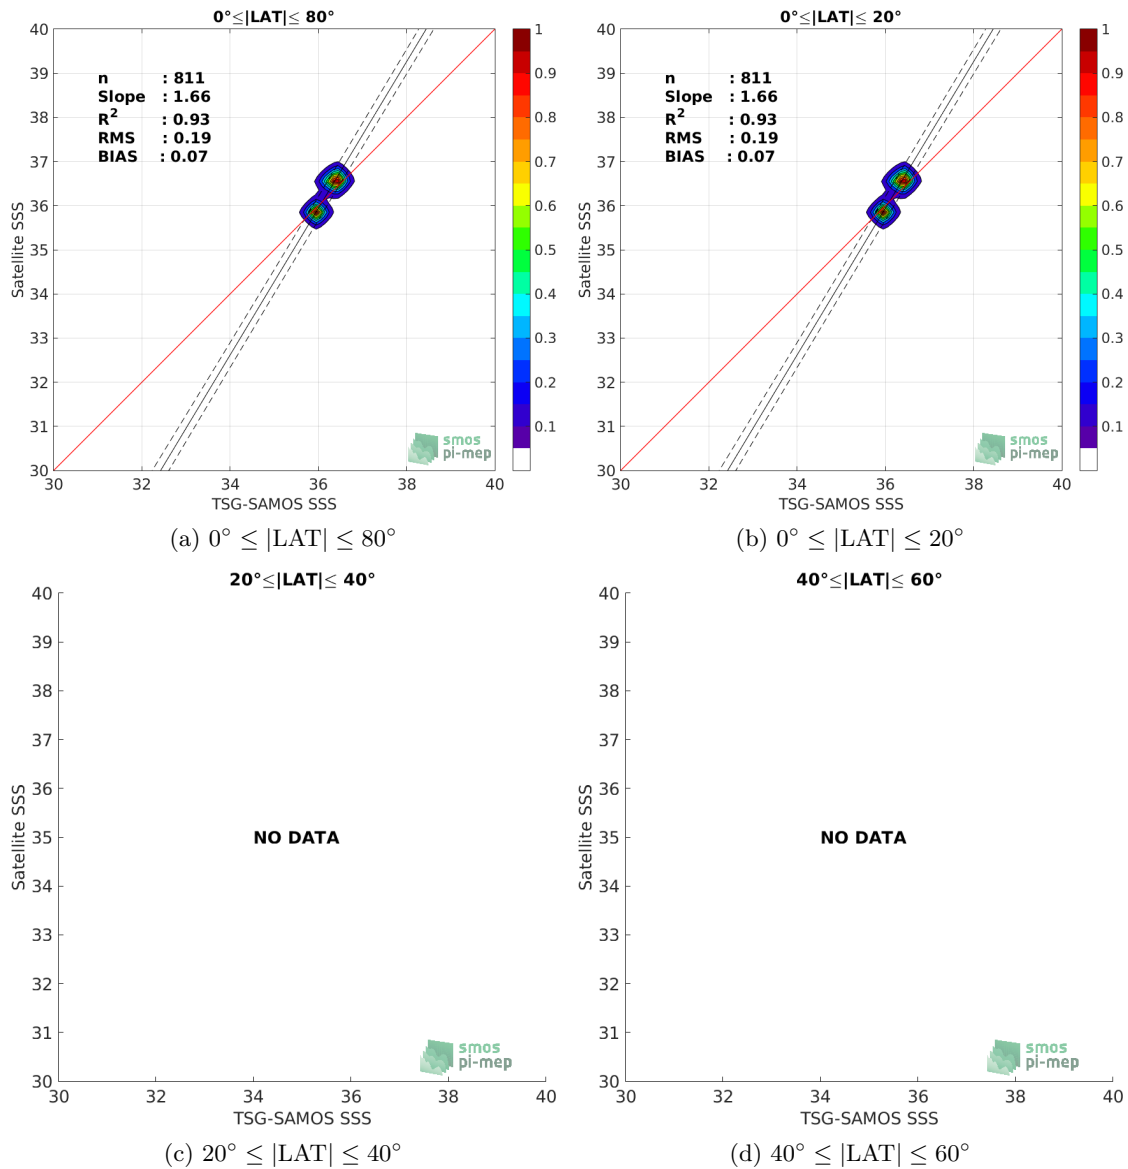 0°≤|LAT|≤ 80°
40
39
38
37
36
35
34
33
32
31
30
Satellite SSS
n : 811
Slope : 1.66
R2 : 0.93
RMS : 0.19
BIAS : 0.07
smos
pi-mep
30 32 34 36 38 40
TSG-SAMOS SSS
1
0.9
0.8
0.7
0.6
0.5
0.4
0.3
0.2
0.1
(a) 0° ≤ |LAT| ≤ 80°
0°≤|LAT|≤ 20°
40
39
38
37
36
35
34
33
32
31
30
Satellite SSS
n : 811
Slope : 1.66
R2 : 0.93
RMS : 0.19
BIAS : 0.07
smos
pi-mep
30 32 34 36 38 40
TSG-SAMOS SSS
1
0.9
0.8
0.7
0.6
0.5
0.4
0.3
0.2
0.1
(b) 0° ≤ |LAT| ≤ 20°
20°≤|LAT|≤ 40°
40
39
38
37
36
35
34
33
32
31
30
Satellite SSS
NO DATA
smos
pi-mep
30 32 34 36 38 40
TSG-SAMOS SSS
(c) 20° ≤ |LAT| ≤ 40°
40°≤|LAT|≤ 60°
40
39
38
37
36
35
34
33
32
31
30
Satellite SSS
NO DATA
smos
pi-mep
30 32 34 36 38 40
TSG-SAMOS SSS
(d) 40° ≤ |LAT| ≤ 60°